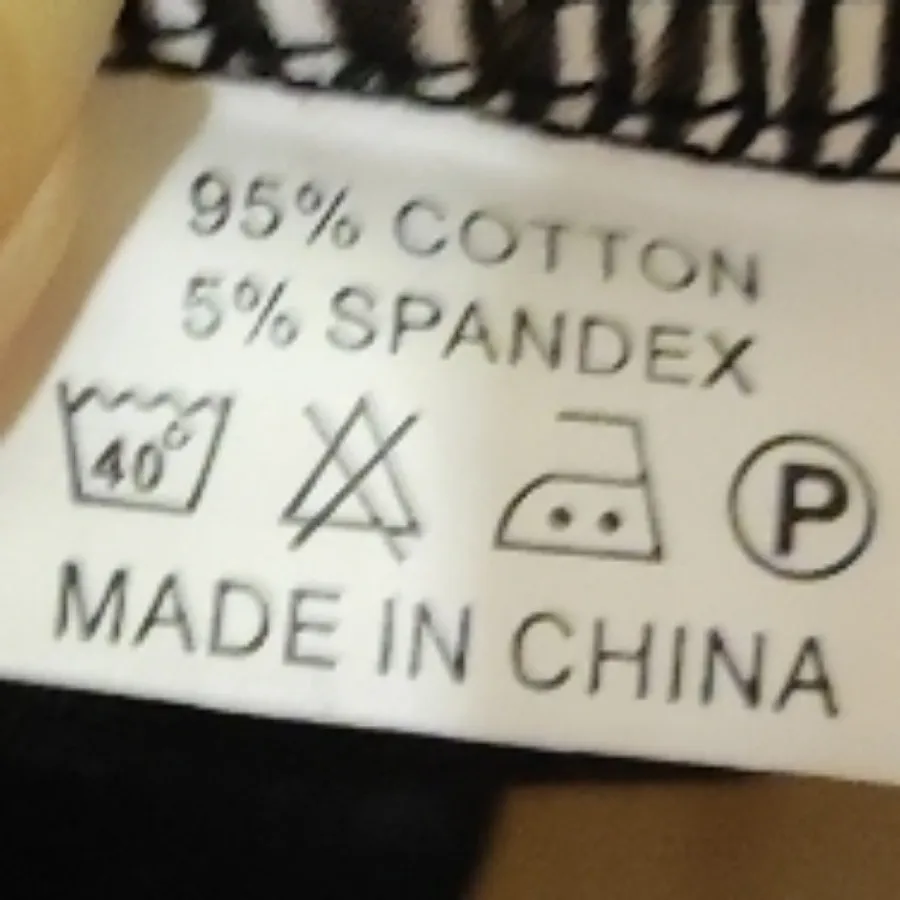 95% COTTON
5% SPANDEX
40° P
MADE IN CHINA